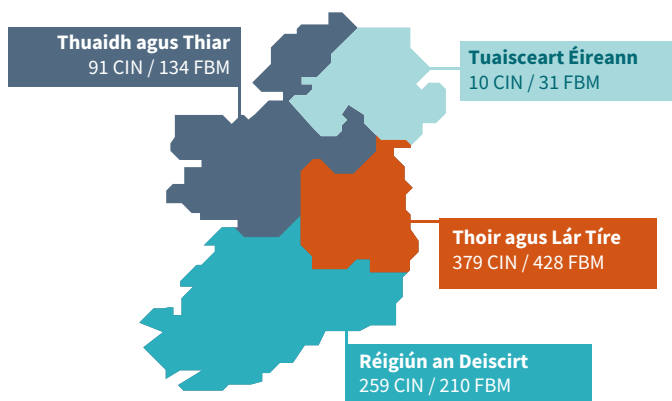 Thuaidh agus Thiar
91 CIN / 134 FBM
Tuaisceart Éireann
10 CIN / 31 FBM
Thoir agus Lár Tíre
379 CIN / 428 FBM
Réigiún an Deiscirt
259 CIN / 210 FBM